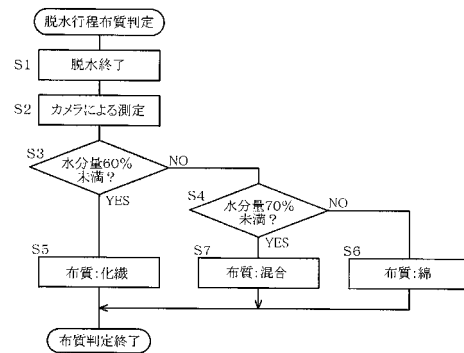 脱水行程布質判定
S1
脱水終了
S2
カメラによる測定
S3
水分量60%
未満?
NO
YES
S4
水分量70%
未満?
NO
YES
S5
布質:化繊
S7
布質:混合
S6
布質:綿
布質判定終了